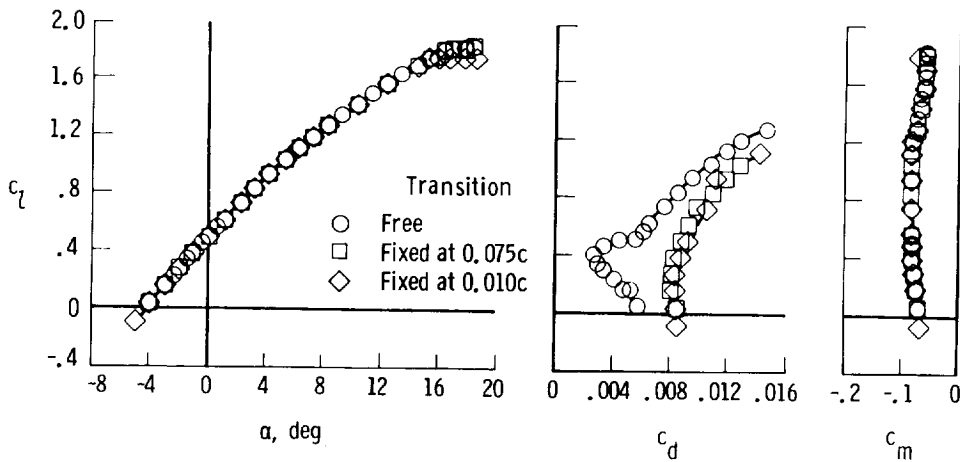 2.0
1.6
1.2
.8
.4
0
-.4
c_l
-8 -4 0 4 8 12 16 20
α, deg
Transition
Free
Fixed at 0.075c
Fixed at 0.010c
0 .004 .008 .012 .016
c_d
-.2 -.1 0
c_m